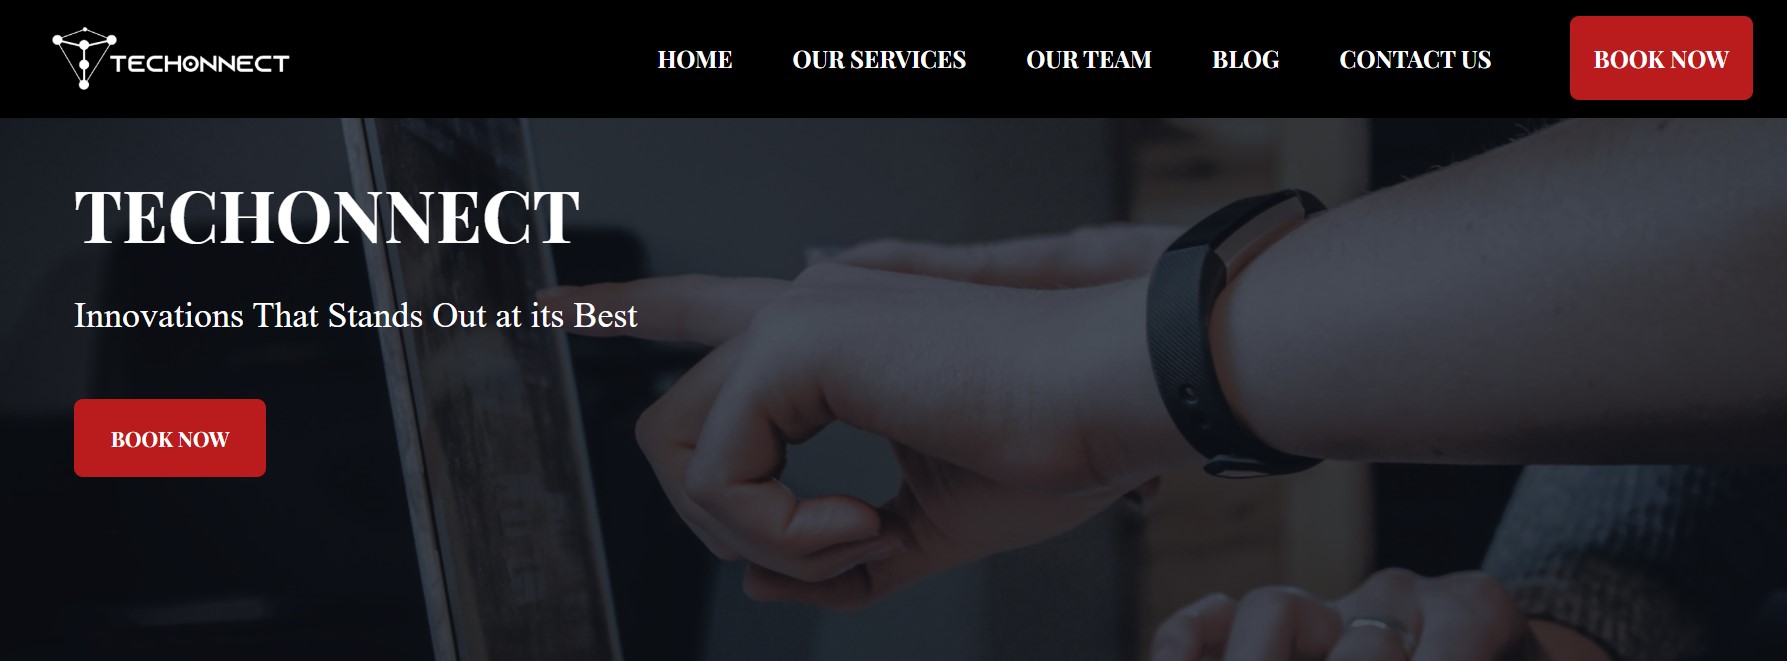 TECHONNECT
HOME OUR SERVICES OUR TEAM BLOG CONTACT US BOOK NOW
TECHONNECT
Innovations That Stands Out at its Best
BOOK NOW